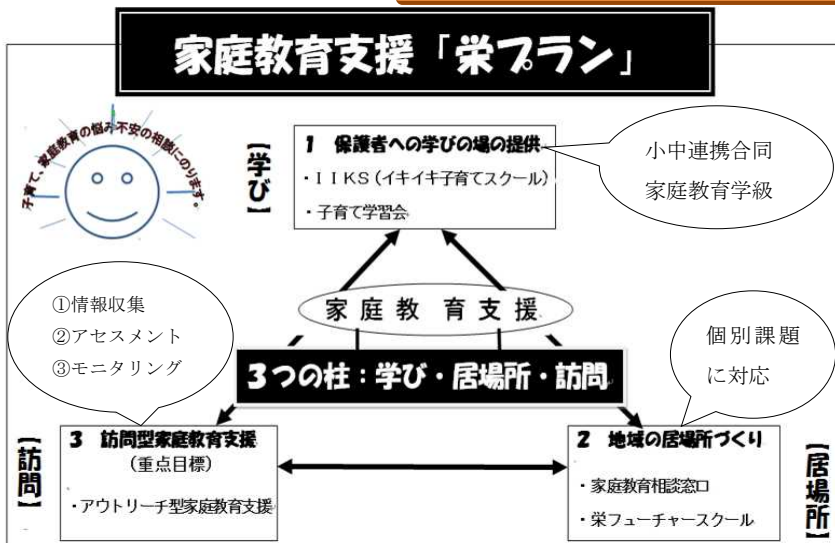 家庭教育支援「栄プラン」
子育て、家庭教育の悩み不安の相談にのります。
【学び】
1 保護者への学びの場の提供
・IIKS(イキイキ子育てスクール)
・子育て学習会
小中連携合同
家庭教育学級
①情報収集
②アセスメント
③モニタリング
家庭教育支援
個別課題
に対応
3つの柱:学び・居場所・訪問
【訪問】
3 訪問型家庭教育支援
(重点目標)
・アウトリーチ型家庭教育支援
2 地域の居場所づくり
・家庭教育相談窓口
・栄フューチャースクール
【居場所】